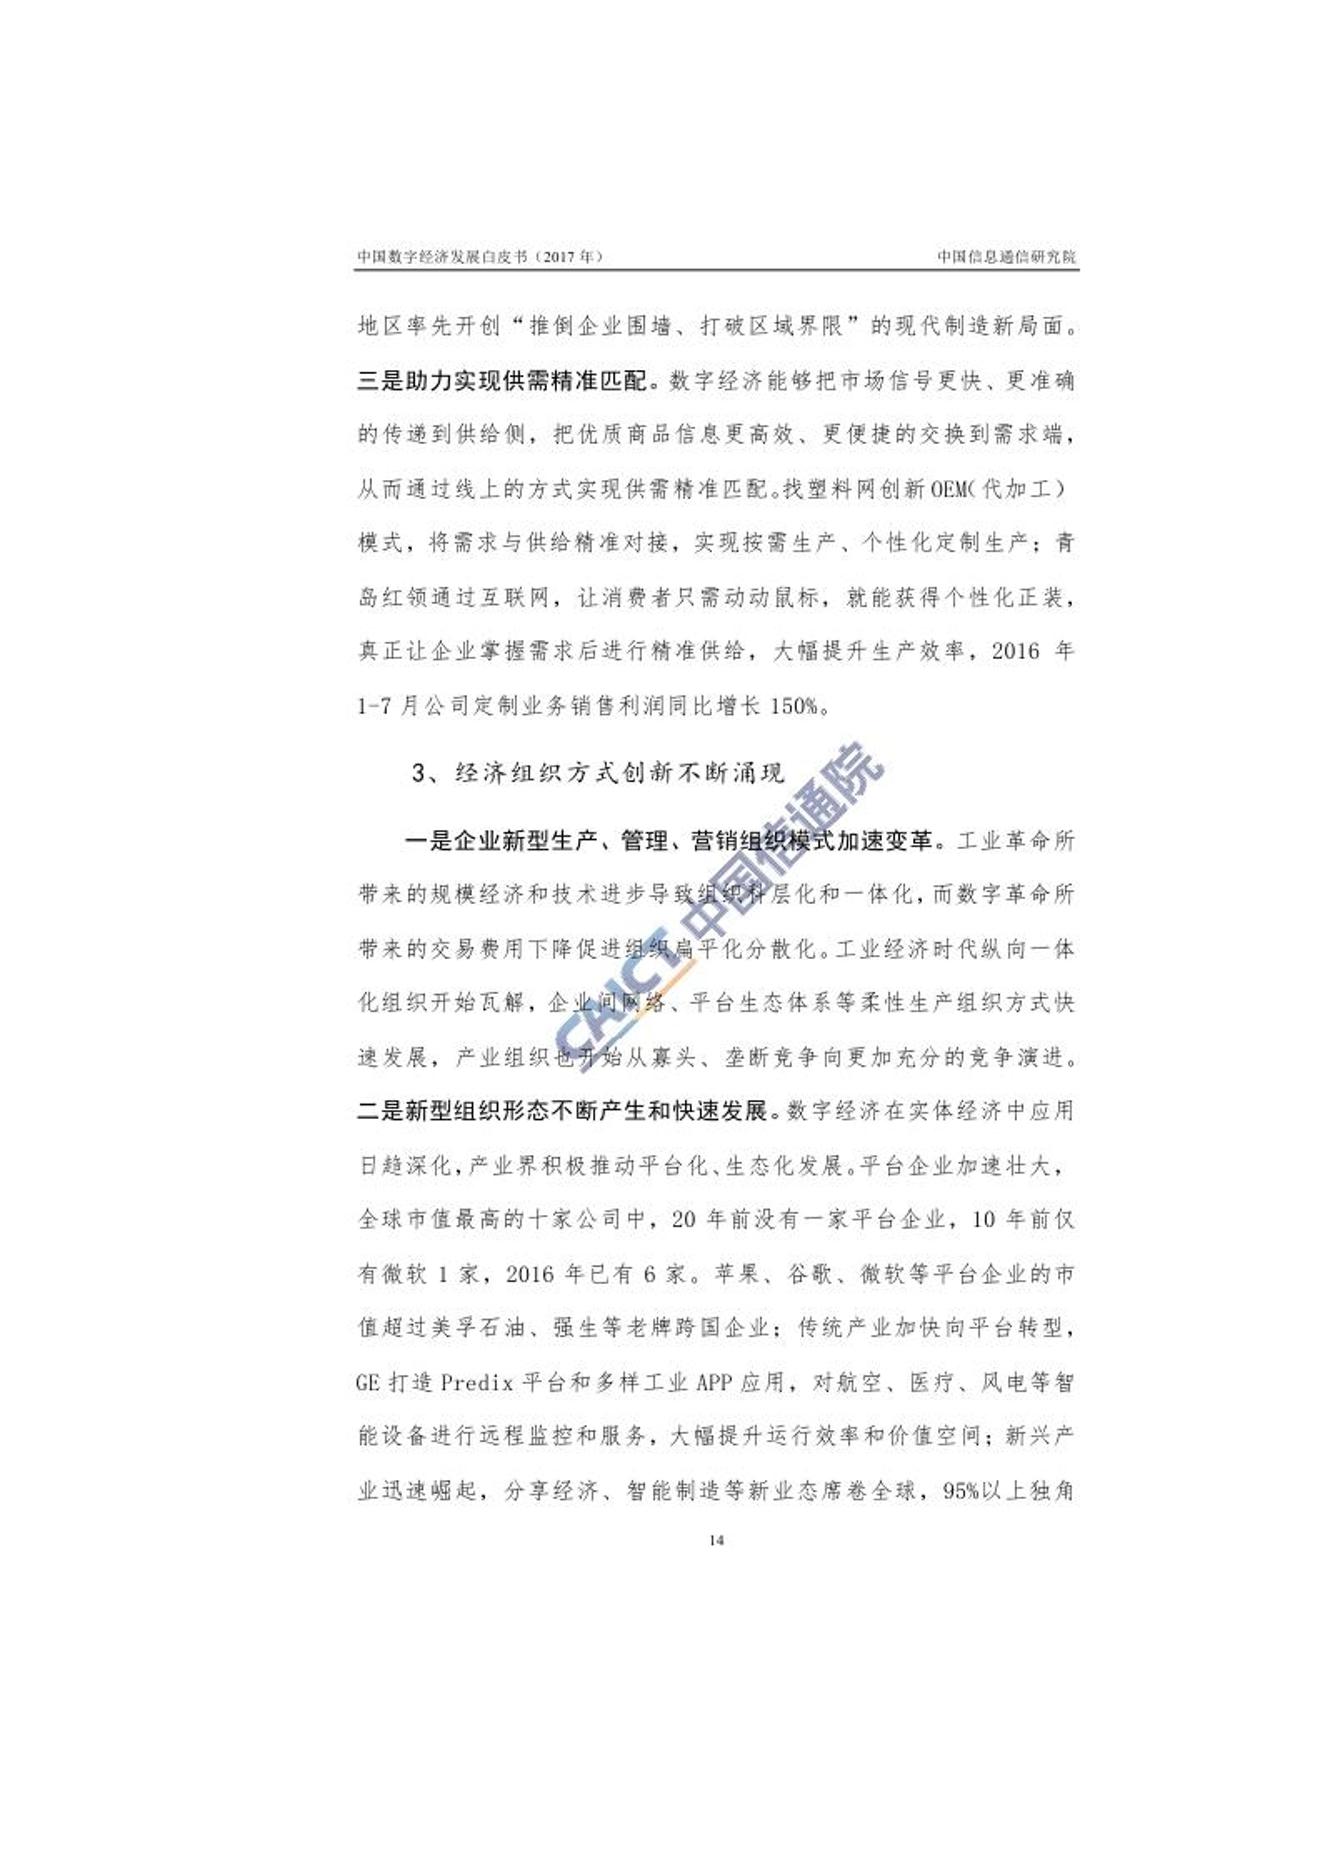 中国数字经济发展白皮书（2017 年）
中国信息通信研究院
地区率先开创“推倒企业围墙、打破区域界限”的现代制造新局面。
三是助力实现供需精准匹配。数字经济能够把市场信号更快、更准确
的传递到供给侧，把优质商品信息更高效、更便捷的交换到需求端，
从而通过线上的方式实现供需精准匹配。找塑料网创新 OEM（代加工）
模式，将需求与供给精准对接，实现按需生产、个性化定制生产；青
岛红领通过互联网，让消费者只需动动鼠标，就能获得个性化正装，
真正让企业掌握需求后进行精准供给，大幅提升生产效率，2016 年
1-7 月公司定制业务销售利润同比增长 150%。
3、经济组织方式创新不断涌现
一是企业新型生产、管理、营销组织模式加速变革。工业革命所
带来的规模经济和技术进步导致组织科层化和一体化，而数字革命所
带来的交易费用下降促进组织扁平化分散化。工业经济时代纵向一体
化组织开始瓦解，企业间网络、平台生态体系等柔性生产组织方式快
速发展，产业组织也开始从寡头、垄断竞争向更加充分的竞争演进。
二是新型组织形态不断产生和快速发展。数字经济在实体经济中应用
日趋深化，产业界积极推动平台化、生态化发展。平台企业加速壮大，
全球市值最高的十家公司中，20 年前没有一家平台企业，10 年前仅
有微软 1 家，2016 年已有 6 家。苹果、谷歌、微软等平台企业的市
值超过美孚石油、强生等老牌跨国企业；传统产业加快向平台转型，
GE 打造 Predix 平台和多样工业 APP 应用，对航空、医疗、风电等智
能设备进行远程监控和服务，大幅提升运行效率和价值空间；新兴产
业迅速崛起，分享经济、智能制造等新业态席卷全球，95%以上独角
CAICT 中国信通院
14